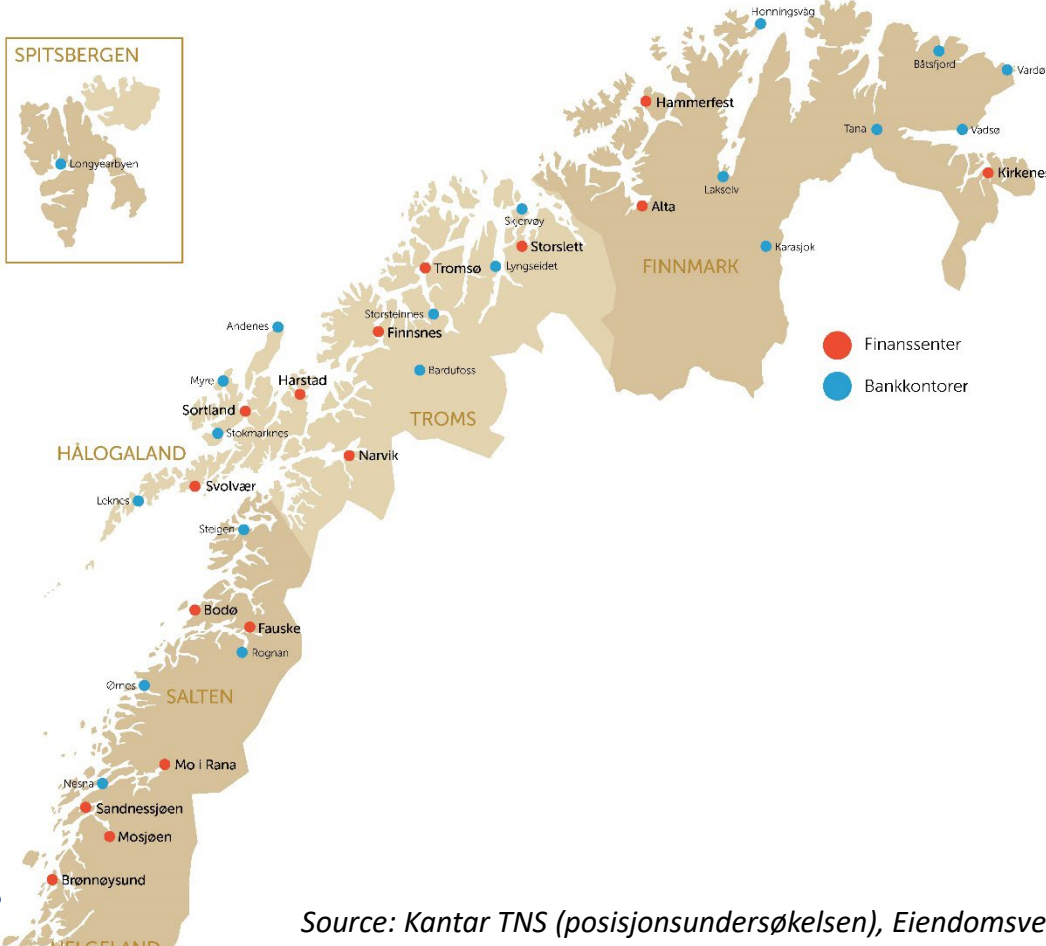 Honningsvåg
SPITSBERGEN
Båtsfjord
Vardø
Hammerfest
Tana
Vadsø
Longyearbyen
Kirkenes
Lakselv
Alta
Skjervøy
Storslett
Karasjok
Tromsø
Lyngseidet
FINNMARK
Storsteinnes
Andenes
Finnsnes
Finanssenter
Bardufoss
Myre
Harstad
Bankkontorer
Sortland
TROMS
Stokmarknes
HÅLOGALAND
Narvik
Svolvær
Leknes
Steigen
Bodø
Fauske
Rognan
Ørnes
SALTEN
Mo i Rana
Nesna
Sandnessjøen
Mosjøen
Brønnøysund
Source: Kantar TNS (posisjonsundersøkelsen), Eiendomsve
HELGELAND